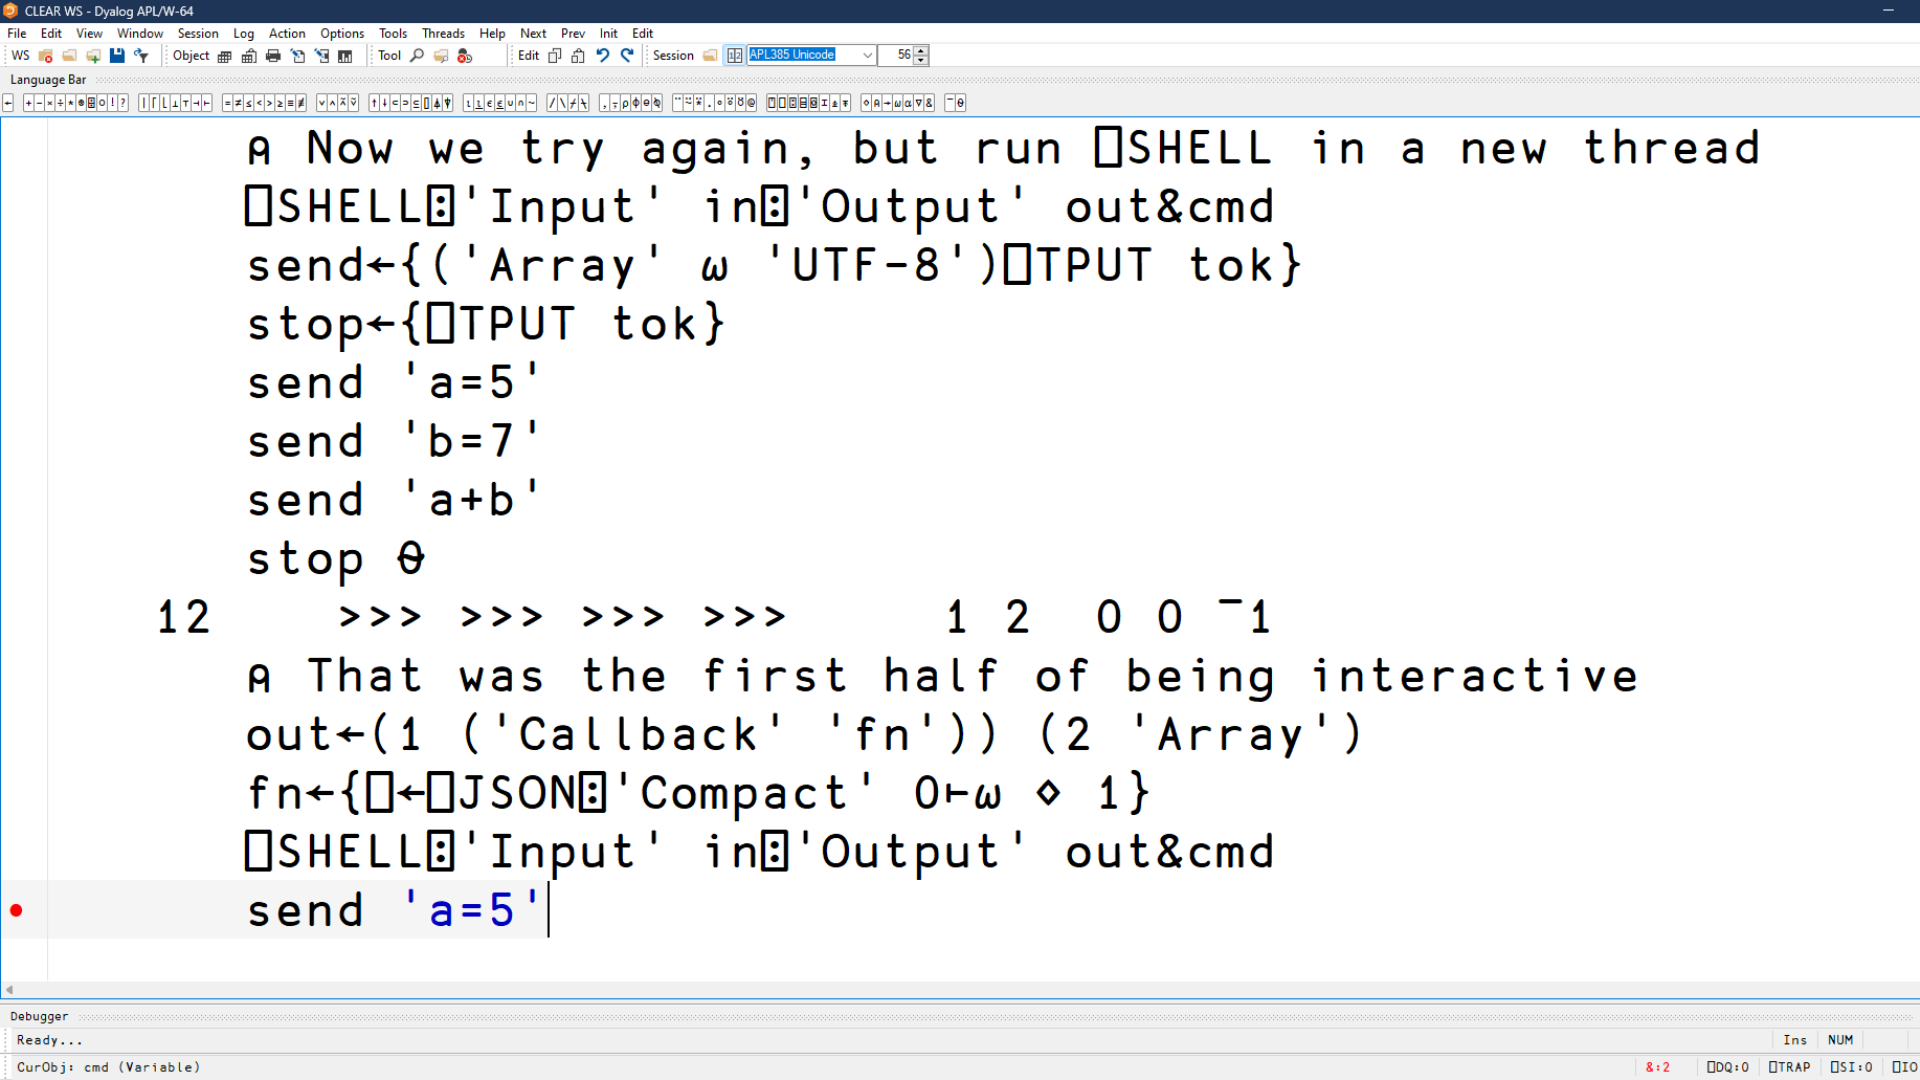 CLEAR WS - Dyalog APL/W-64
File Edit View Window Session Log Action Options Tools Threads Help Next Prev Init Edit
WS Object Tool Edit Session APL385 Unicode 56
Language Bar
⍝ Now we try again, but run ⎕SHELL in a new thread
⎕SHELL⍠'Input' in⍠'Output' out&cmd
send←{('Array' ⍵ 'UTF-8')⎕TPUT tok}
stop←{⎕TPUT tok}
send 'a=5'
send 'b=7'
send 'a+b'
stop ⍬
12    >>> >>> >>> >>>     1 2  0 0 ¯1
⍝ That was the first half of being interactive
out←(1 ('Callback' 'fn')) (2 'Array')
fn←{⎕←⎕JSON⍠'Compact' 0⊢⍵ ⋄ 1}
⎕SHELL⍠'Input' in⍠'Output' out&cmd
send 'a=5'
Debugger
Ready...
Ins NUM
CurObj: cmd (Variable)
&:2 ⎕DQ:0 ⎕TRAP ⎕SI:0 ⎕IO